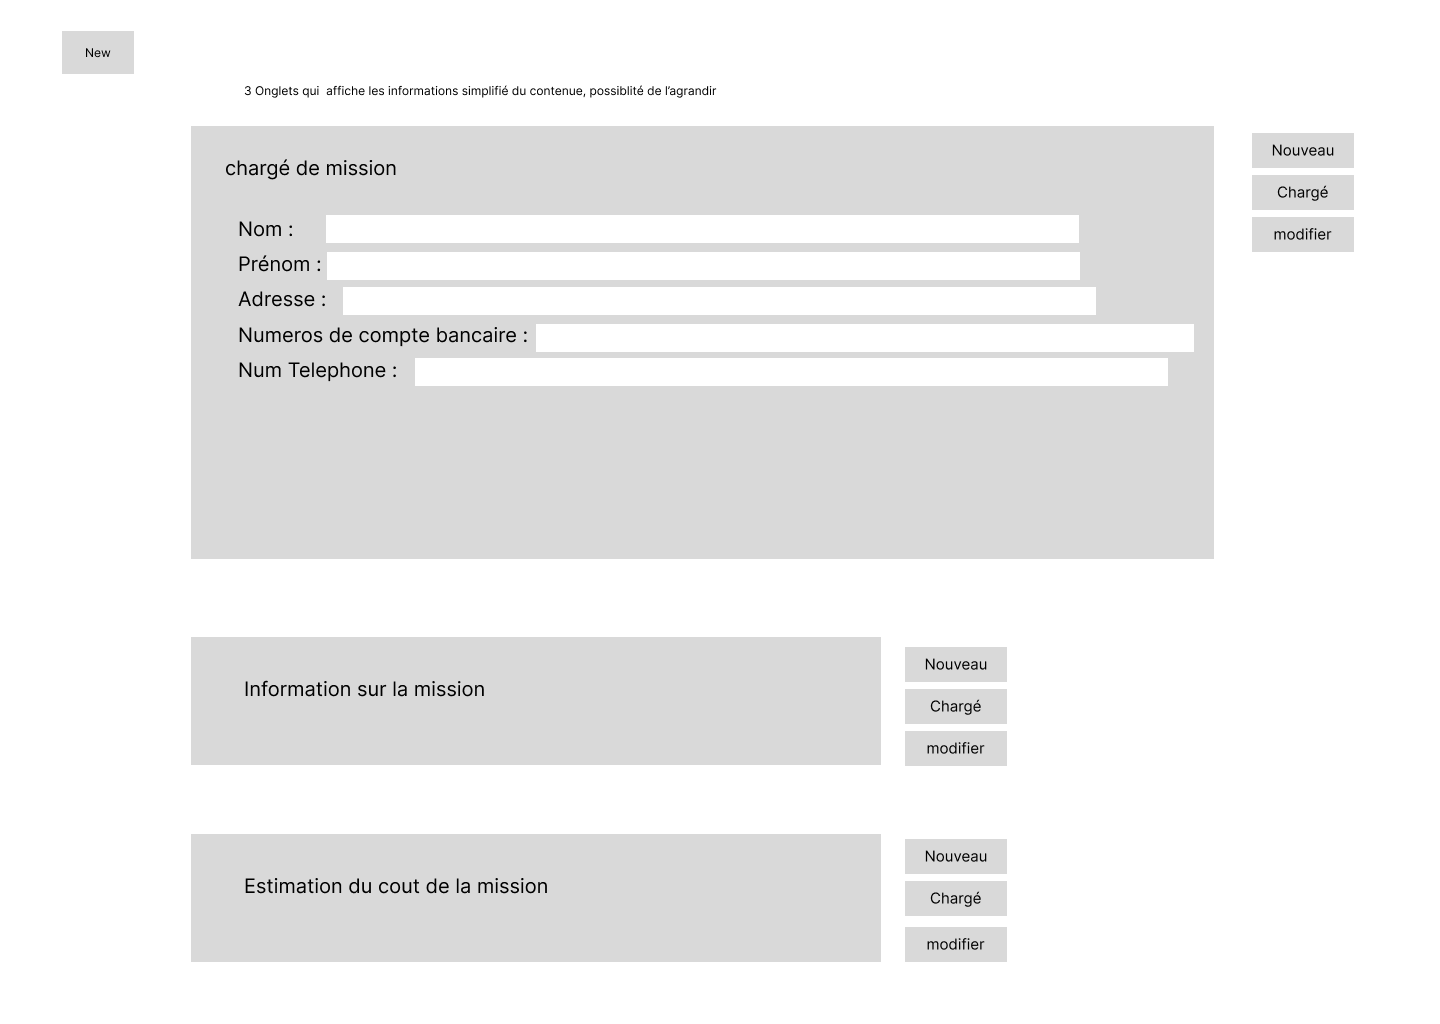 New
3 Onglets qui  affiche les informations simplifié du contenue, possiblité de l’agrandir
chargé de mission
Nom :
Prénom :
Adresse :
Numeros de compte bancaire :
Num Telephone :
Nouveau
Chargé
modifier
Information sur la mission
Nouveau
Chargé
modifier
Estimation du cout de la mission
Nouveau
Chargé
modifier